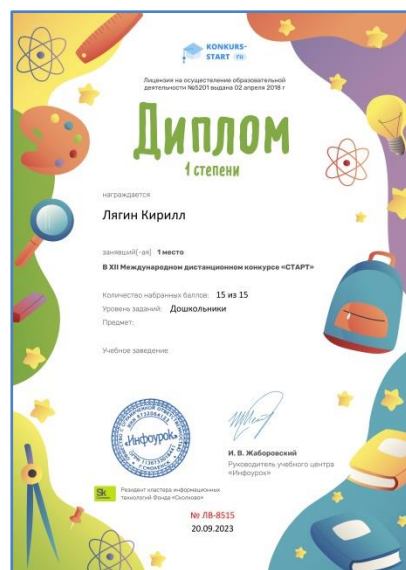 KONKURS-
START ГИ
Лицензия на осуществление образовательной
деятельности №5201 выдана 02 апреля 2018 г
Диплом
1 степени
награждается
Лягин Кирилл
занявший(-ая) 1 место
В XII Международном дистанционном конкурсе «СТАРТ»
Количество набранных баллов: 15 из 15
Уровень заданий: Дошкольники
Предмет:
Учебное заведение:
«Инфоурок»
И. В. Жаборовский
Руководитель учебного центра
«Инфоурок»
Sk
Резидент кластера информационных
технологий Фонда «Сколково»
№ ЛВ-8515
20.09.2023